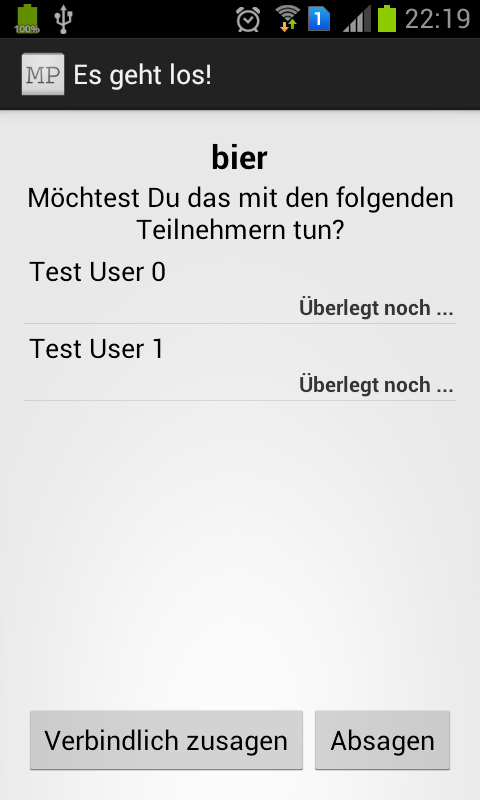 100%
1
22:19
MP Es geht los!
bier
Möchtest Du das mit den folgenden
Teilnehmern tun?
Test User 0
Überlegt noch ...
Test User 1
Überlegt noch ...
Verbindlich zusagen Absagen